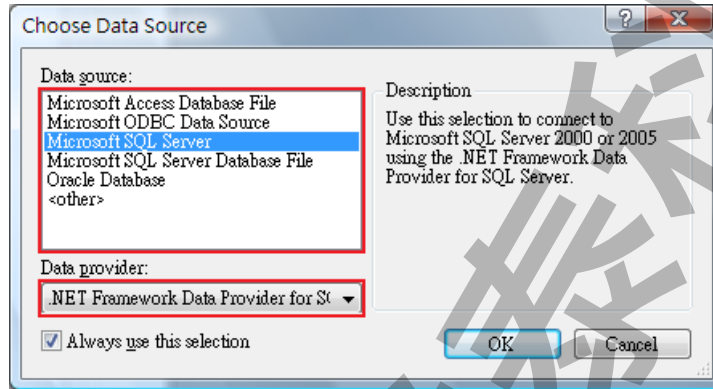 Choose Data Source
Data source:
Microsoft Access Database File
Microsoft ODBC Data Source
Microsoft SQL Server
Microsoft SQL Server Database File
Oracle Database
<other>
Data provider:
.NET Framework Data Provider for S
Always use this selection
Description
Use this selection to connect to
Microsoft SQL Server 2000 or 2005
using the .NET Framework Data
Provider for SQL Server.
OK
Cancel